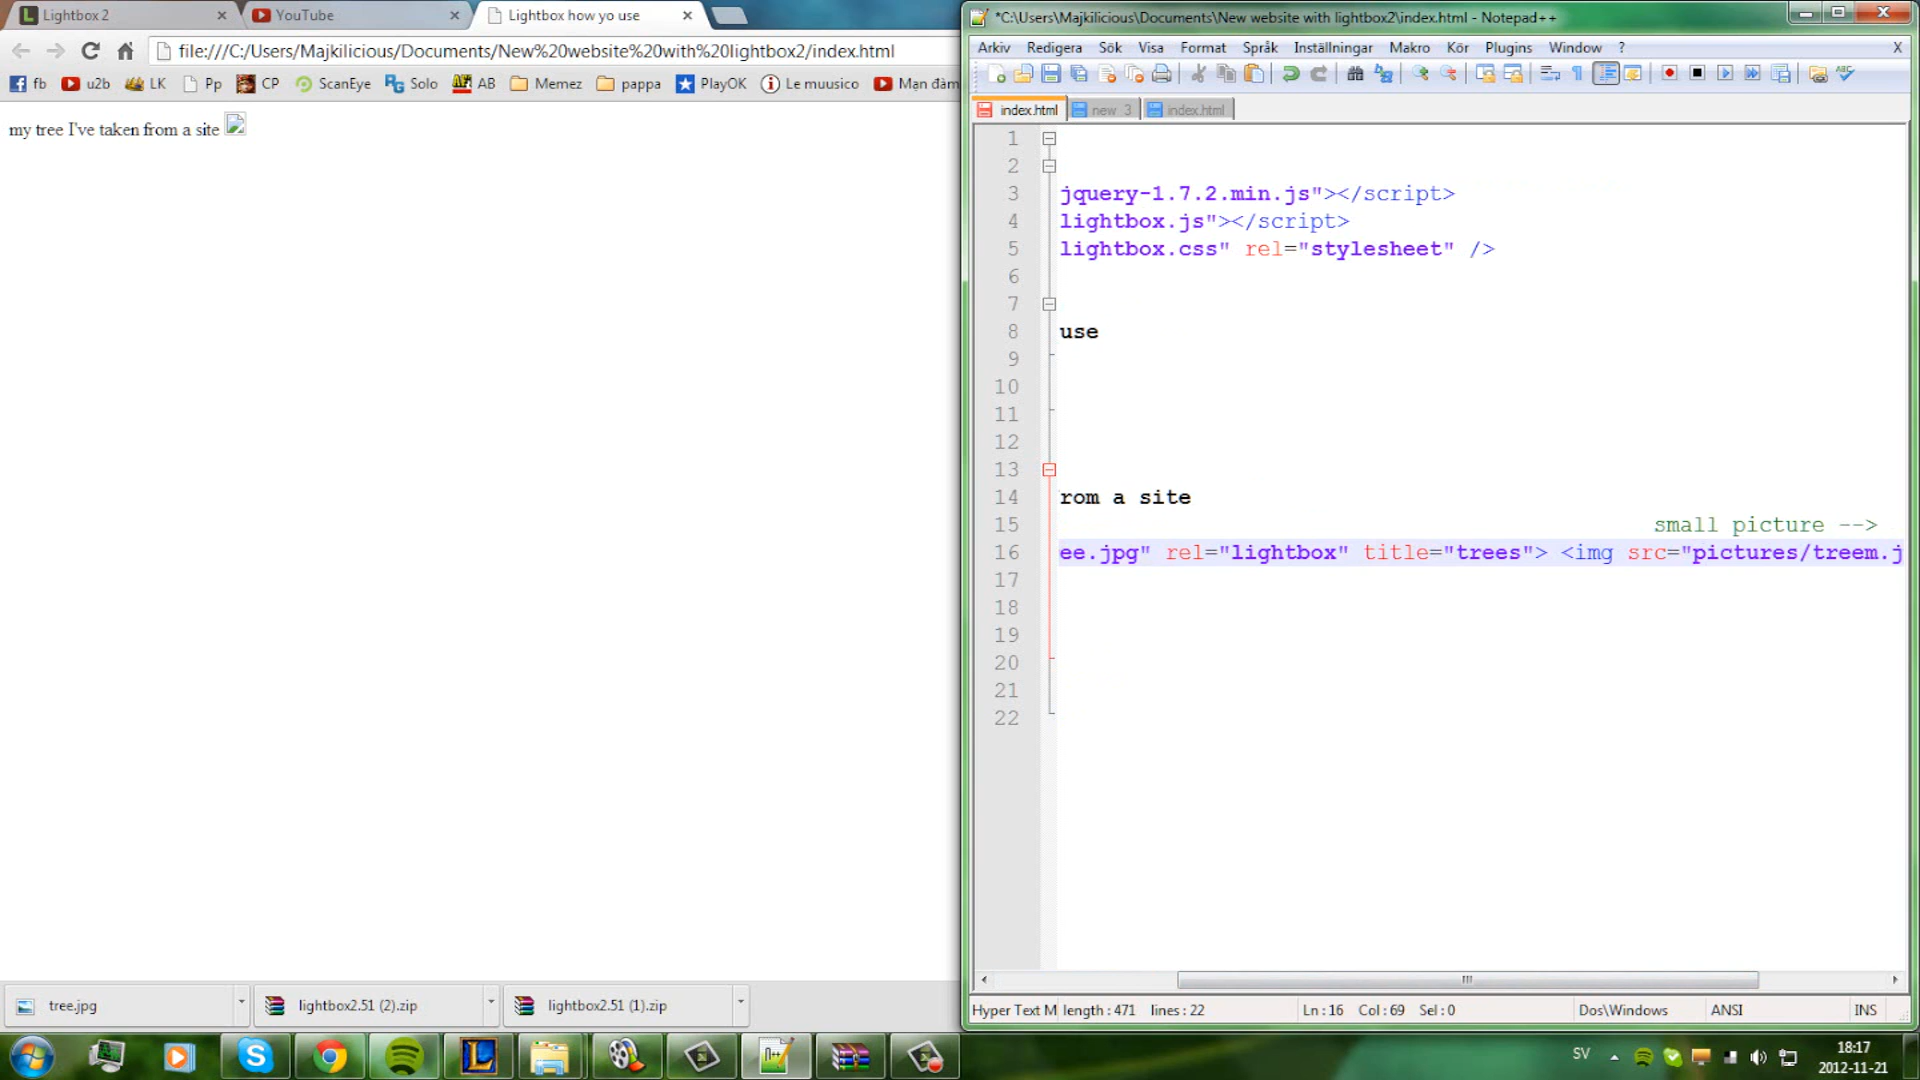 Lightbox 2
YouTube
Lightbox how yo use
file:///C:/Users/Majkilicious/Documents/New%20website%20with%20lightbox2/index.html
fb
u2b
LK
Pp
CP
ScanEye
Solo
AB
Memez
pappa
PlayOK
Le muusico
Mạn đàm
my tree I've taken from a site
tree.jpg
lightbox2.51 (2).zip
lightbox2.51 (1).zip
*C:\Users\Majkilicious\Documents\New website with lightbox2\index.html - Notepad++
Arkiv Redigera Sök Visa Format Språk Inställningar Makro Kör Plugins Window ? X
index.html
new 3
index.html
1
2
3 jquery-1.7.2.min.js"></script>
4 lightbox.js"></script>
5 lightbox.css" rel="stylesheet" />
6
7
8 use
9
10
11
12
13
14 rom a site
15 small picture -->
16 ee.jpg" rel="lightbox" title="trees"> <img src="pictures/treem.j
17
18
19
20
21
22
Hyper Text M length : 471 lines : 22 Ln : 16 Col : 69 Sel : 0 Dos\Windows ANSI INS
SV
18:17
2012-11-21